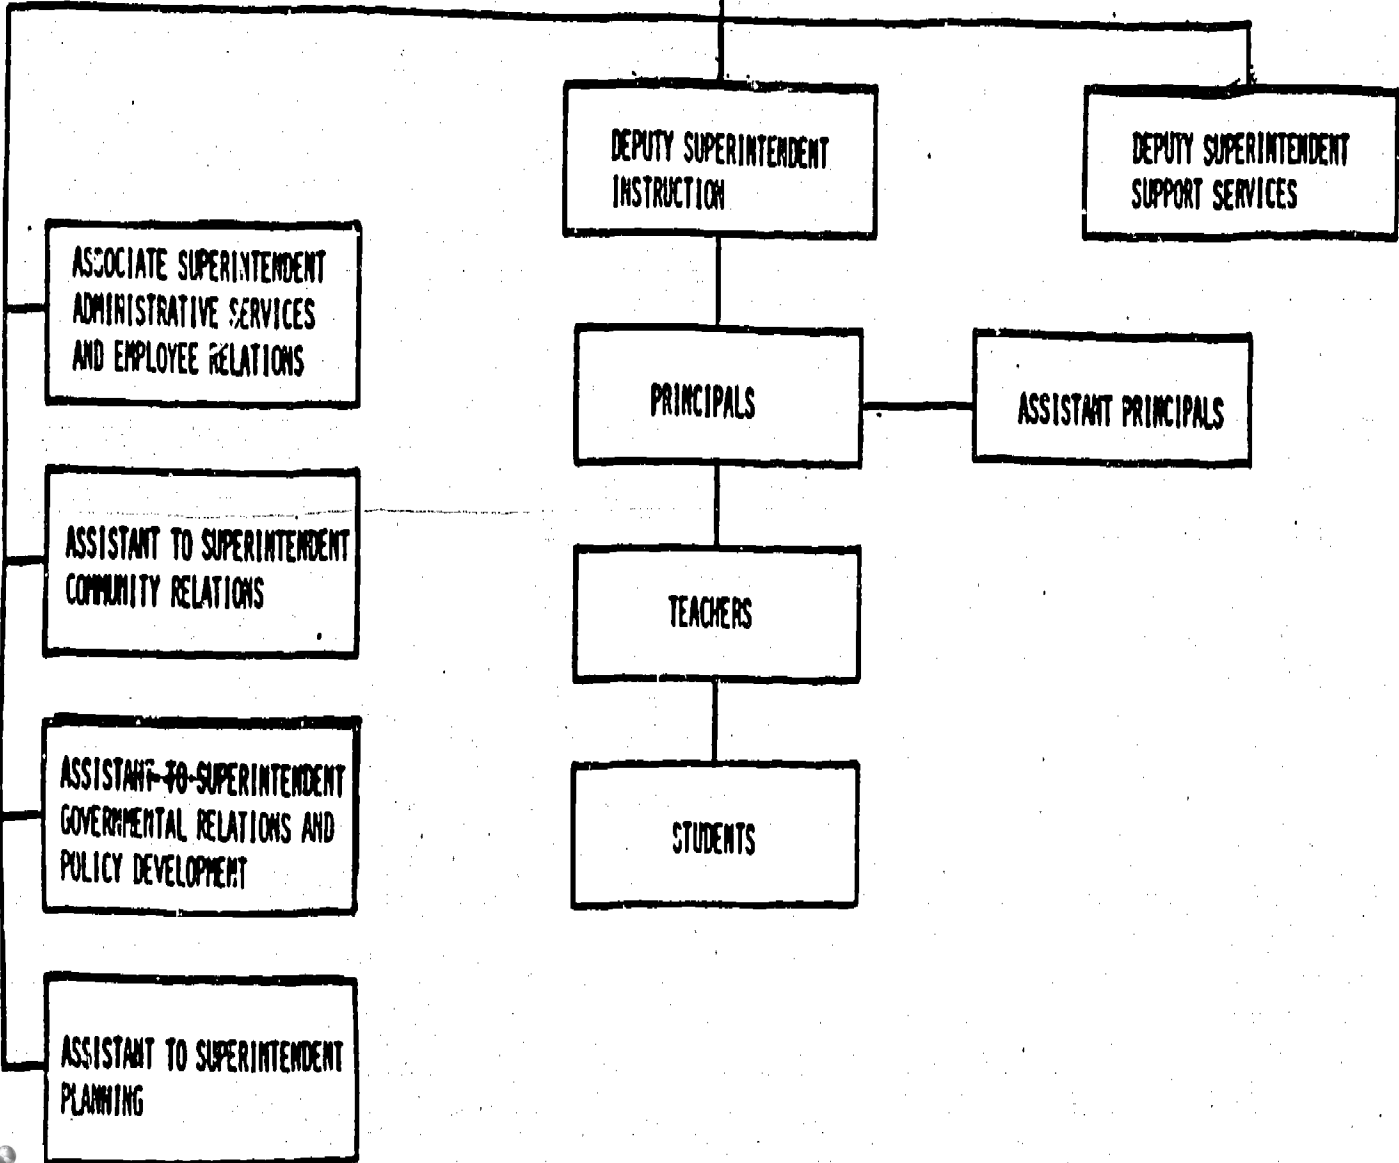 DEPUTY SUPERINTENDENT
INSTRUCTION
DEPUTY SUPERINTENDENT
SUPPORT SERVICES
ASSOCIATE SUPERINTENDENT
ADMINISTRATIVE SERVICES
AND EMPLOYEE RELATIONS
PRINCIPALS
ASSISTANT PRINCIPALS
ASSISTANT TO SUPERINTENDENT
COMMUNITY RELATIONS
TEACHERS
ASSISTANT TO SUPERINTENDENT
GOVERNMENTAL RELATIONS AND
POLICY DEVELOPMENT
STUDENTS
ASSISTANT TO SUPERINTENDENT
PLANNING